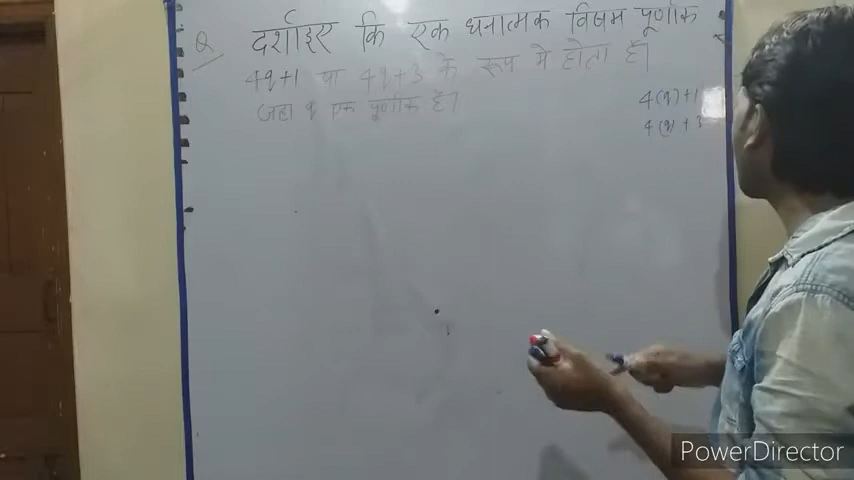 Q दर्शाइए कि एक धनात्मक विषम पूर्णांक
4q+1 या 4q+3 के रूप मे होता है।
जहा q एक पूर्णांक है।
4(q)+1
4(q)+3
PowerDirector